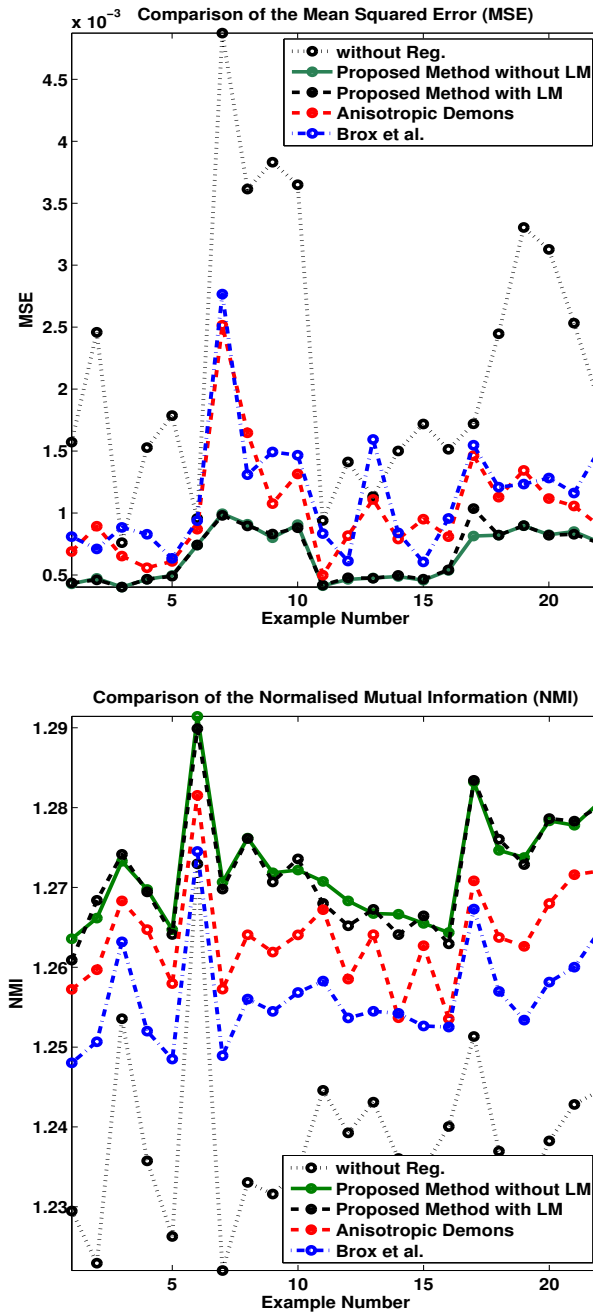 Comparison of the Mean Squared Error (MSE)
x 10⁻³
4.5
4
3.5
3
2.5
2
1.5
1
0.5
MSE
without Reg.
Proposed Method without LM
Proposed Method with LM
Anisotropic Demons
Brox et al.
5
10
15
20
Example Number
Comparison of the Normalised Mutual Information (NMI)
1.29
1.28
1.27
1.26
1.25
1.24
1.23
NMI
without Reg.
Proposed Method without LM
Proposed Method with LM
Anisotropic Demons
Brox et al.
5
10
15
20
Example Number